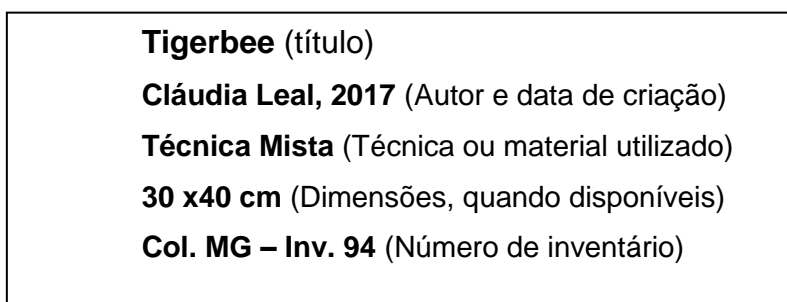 Tigerbee (título)
Cláudia Leal, 2017 (Autor e data de criação)
Técnica Mista (Técnica ou material utilizado)
30 x40 cm (Dimensões, quando disponíveis)
Col. MG – Inv. 94 (Número de inventário)